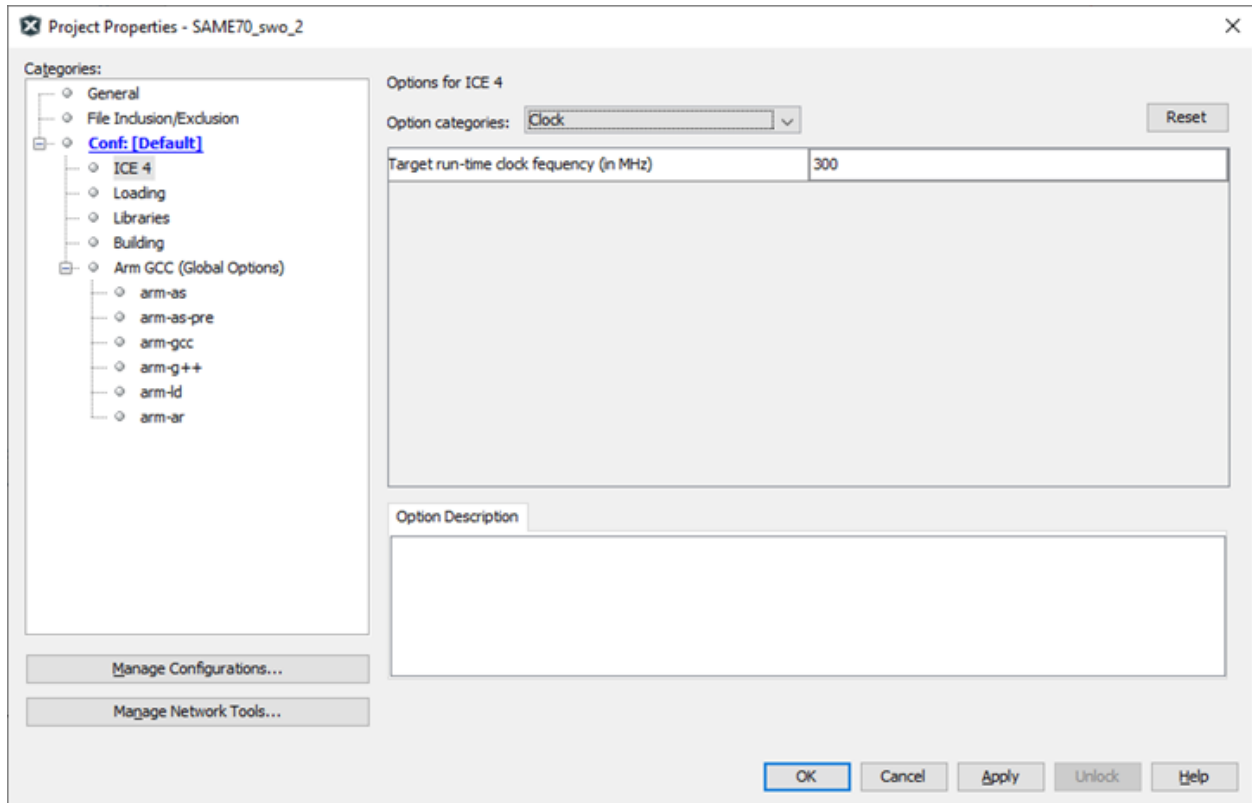 Project Properties - SAME70_swo_2
Categories:
General
File Inclusion/Exclusion
Conf: [Default]
ICE 4
Loading
Libraries
Building
Arm GCC (Global Options)
arm-as
arm-as-pre
arm-gcc
arm-g++
arm-ld
arm-ar
Manage Configurations...
Manage Network Tools...
Options for ICE 4
Option categories: Clock
Reset
Target run-time clock fequency (in MHz) 300
Option Description
OK Cancel Apply Unlock Help